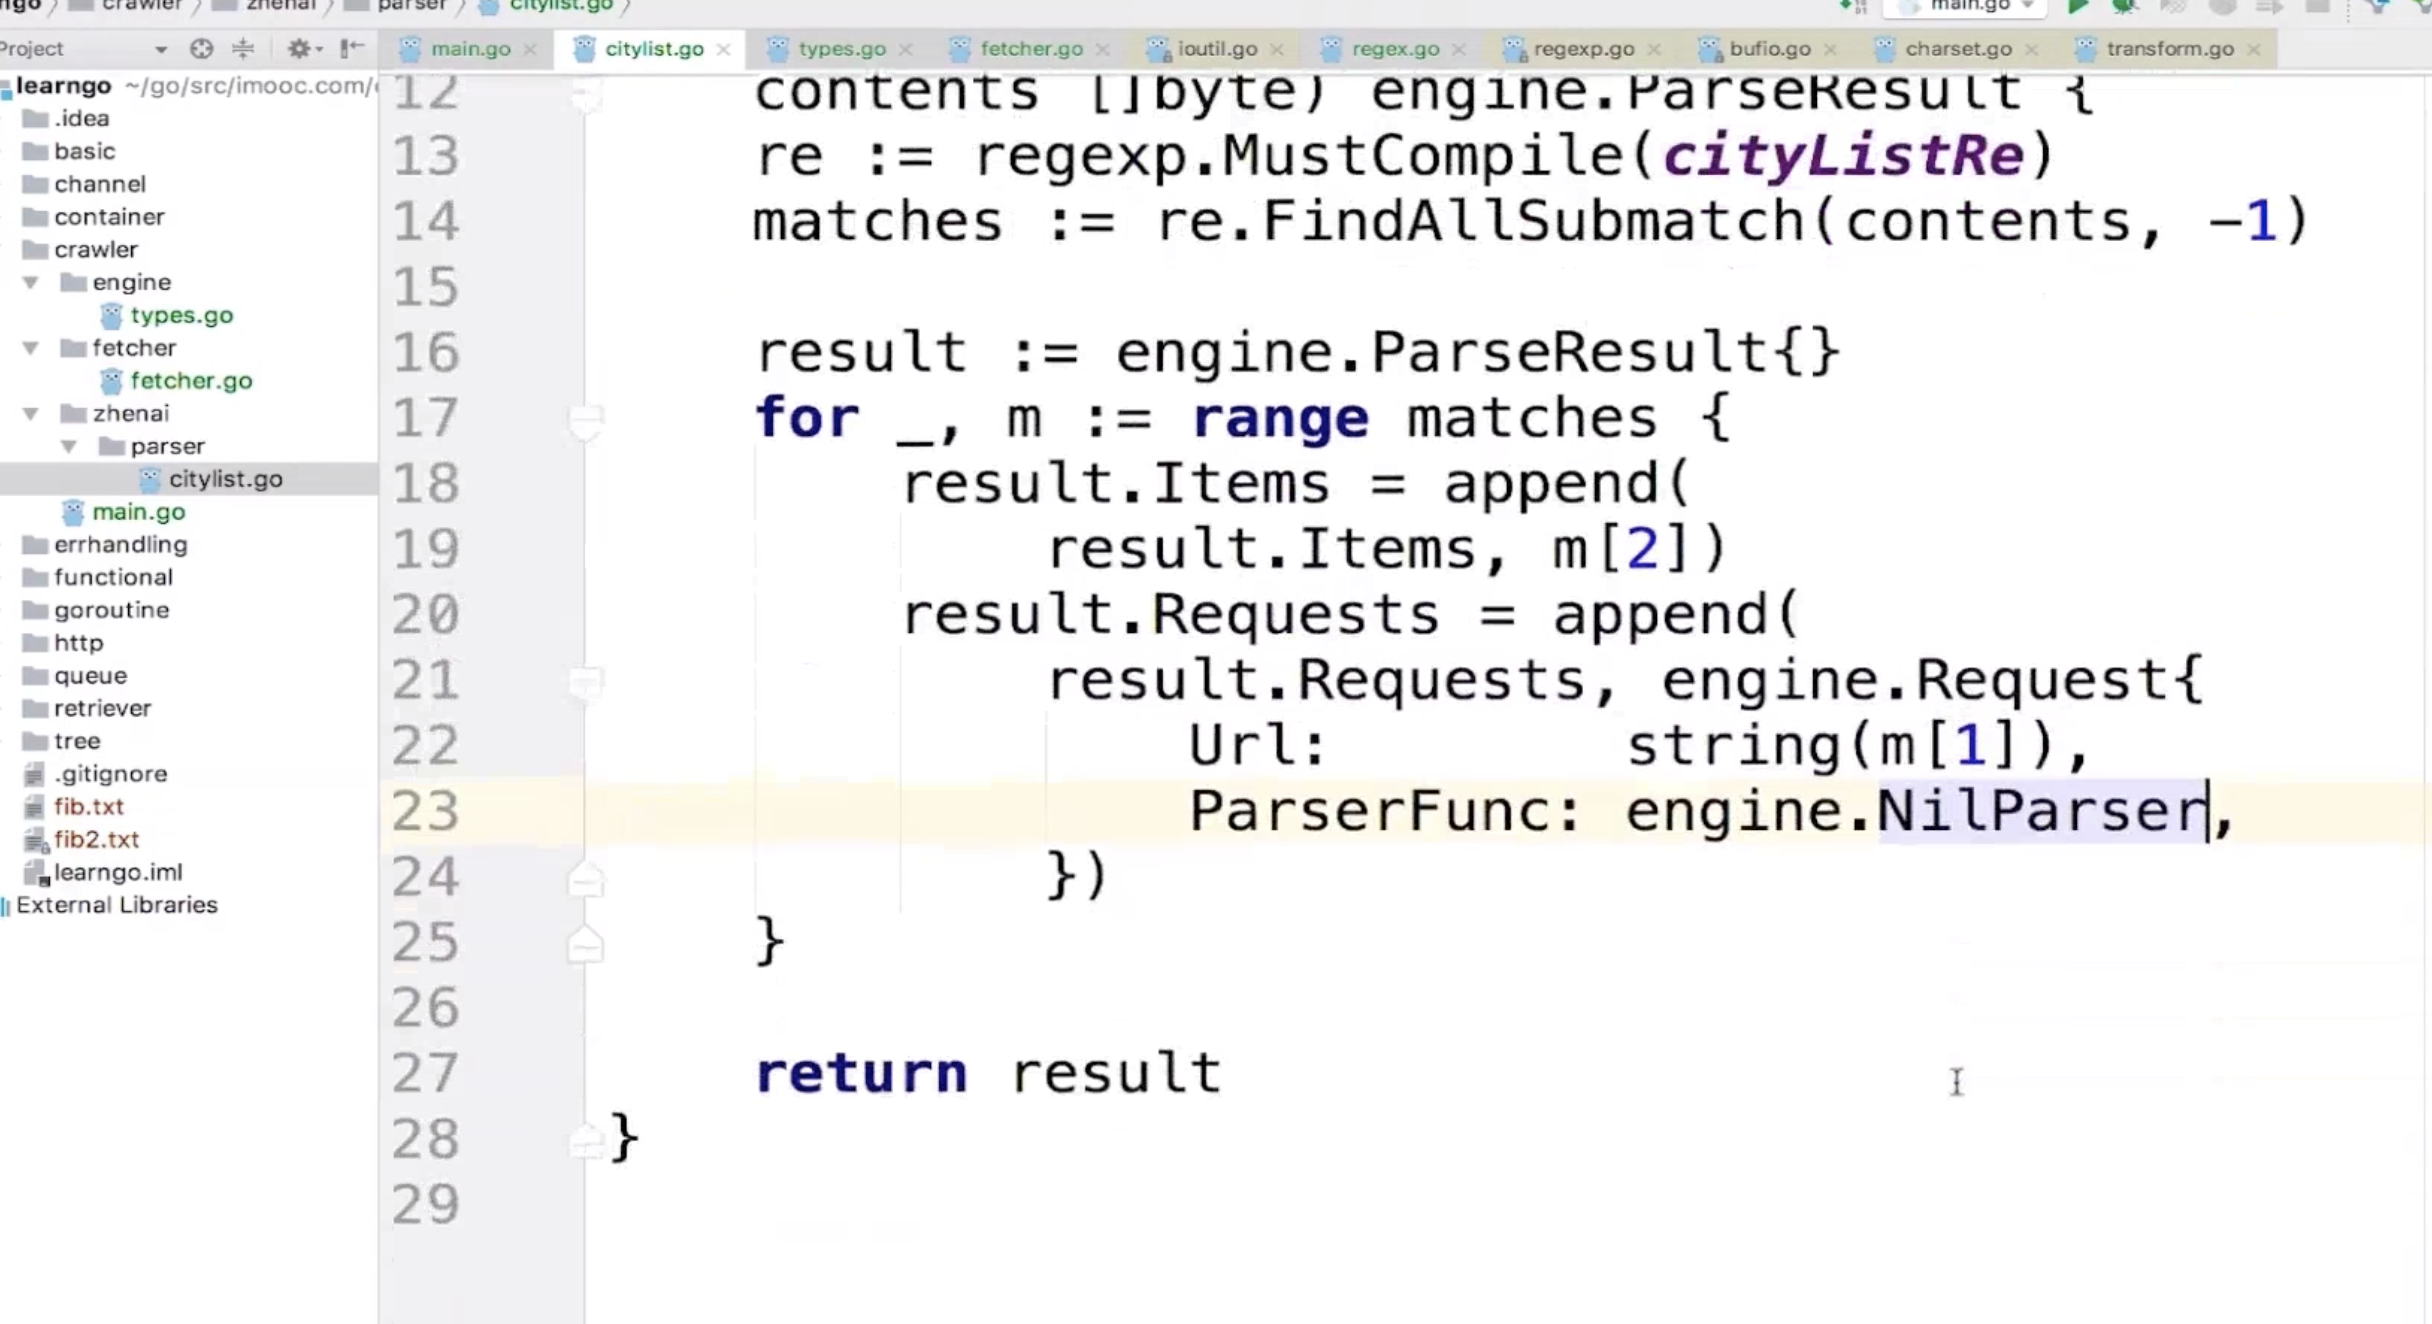 crawler zhenai parser citylist.go
main.go
Project
main.go citylist.go types.go fetcher.go ioutil.go regex.go regexp.go bufio.go charset.go transform.go
learngo ~/go/src/imooc.com/
.idea
basic
channel
container
crawler
engine
types.go
fetcher
fetcher.go
zhenai
parser
citylist.go
main.go
errhandling
functional
goroutine
http
queue
retriever
tree
.gitignore
fib.txt
fib2.txt
learngo.iml
External Libraries
12 contents []byte) engine.ParseResult {
13 re := regexp.MustCompile(cityListRe)
14 matches := re.FindAllSubmatch(contents, -1)
15
16 result := engine.ParseResult{}
17 for _, m := range matches {
18 result.Items = append(
19 result.Items, m[2])
20 result.Requests = append(
21 result.Requests, engine.Request{
22 Url: string(m[1]),
23 ParserFunc: engine.NilParser,
24 })
25 }
26
27 return result
28 }
29